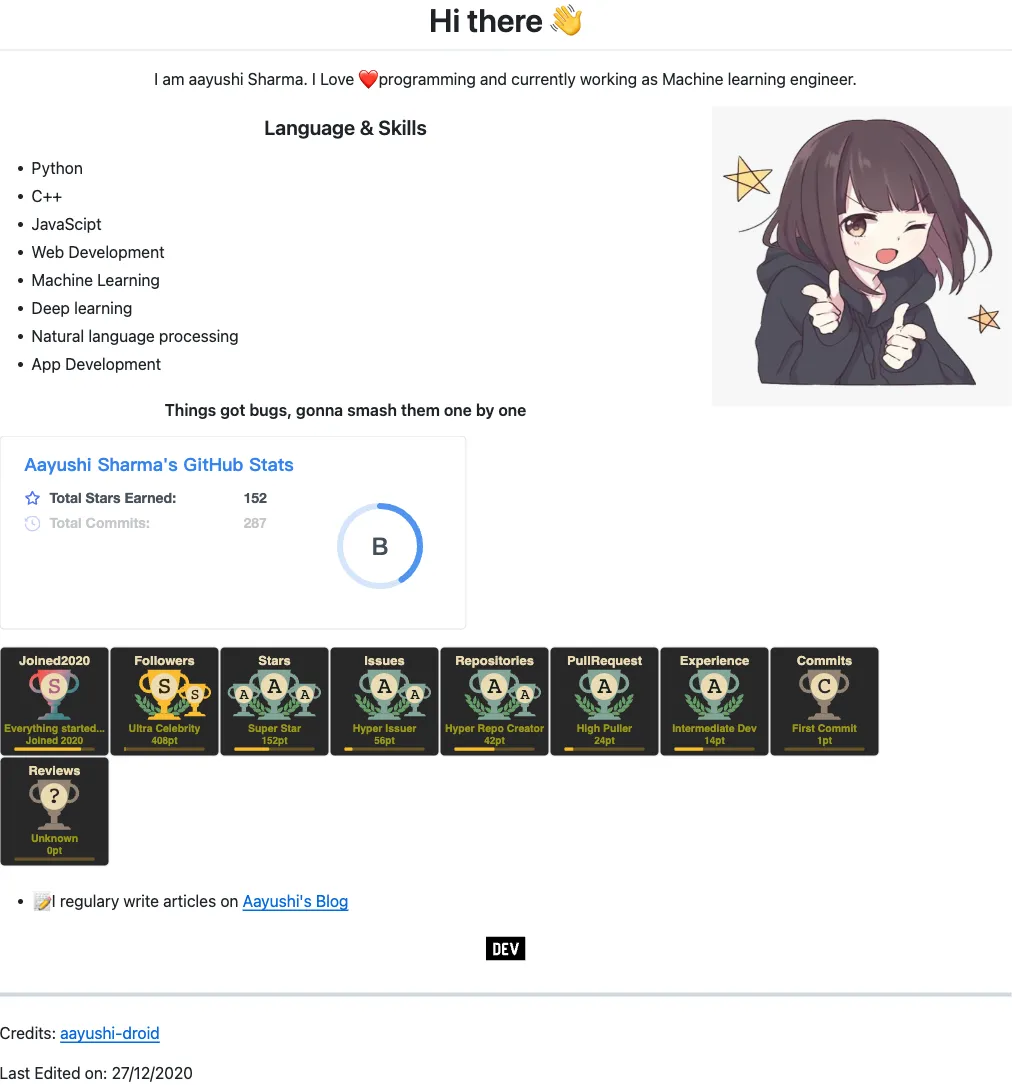 Hi there 👋
I am aayushi Sharma. I Love ❤️programming and currently working as Machine learning engineer.
Language & Skills
• Python
• C++
• JavaScipt
• Web Development
• Machine Learning
• Deep learning
• Natural language processing
• App Development
Things got bugs, gonna smash them one by one
Aayushi Sharma's GitHub Stats
Total Stars Earned: 152
Total Commits: 287
B
Joined2020 Followers Stars Issues Repositories PullRequest Experience Commits
S S S A A A A A A A A A C
Everything started... Ultra Celebrity Super Star Hyper Issuer Hyper Repo Creator High Puller Intermediate Dev First Commit
Joined 2020 408pt 152pt 56pt 42pt 24pt 14pt 1pt
Reviews
?
Unknown
0pt
• 📝I regulary write articles on Aayushi's Blog
DEV
Credits: aayushi-droid
Last Edited on: 27/12/2020